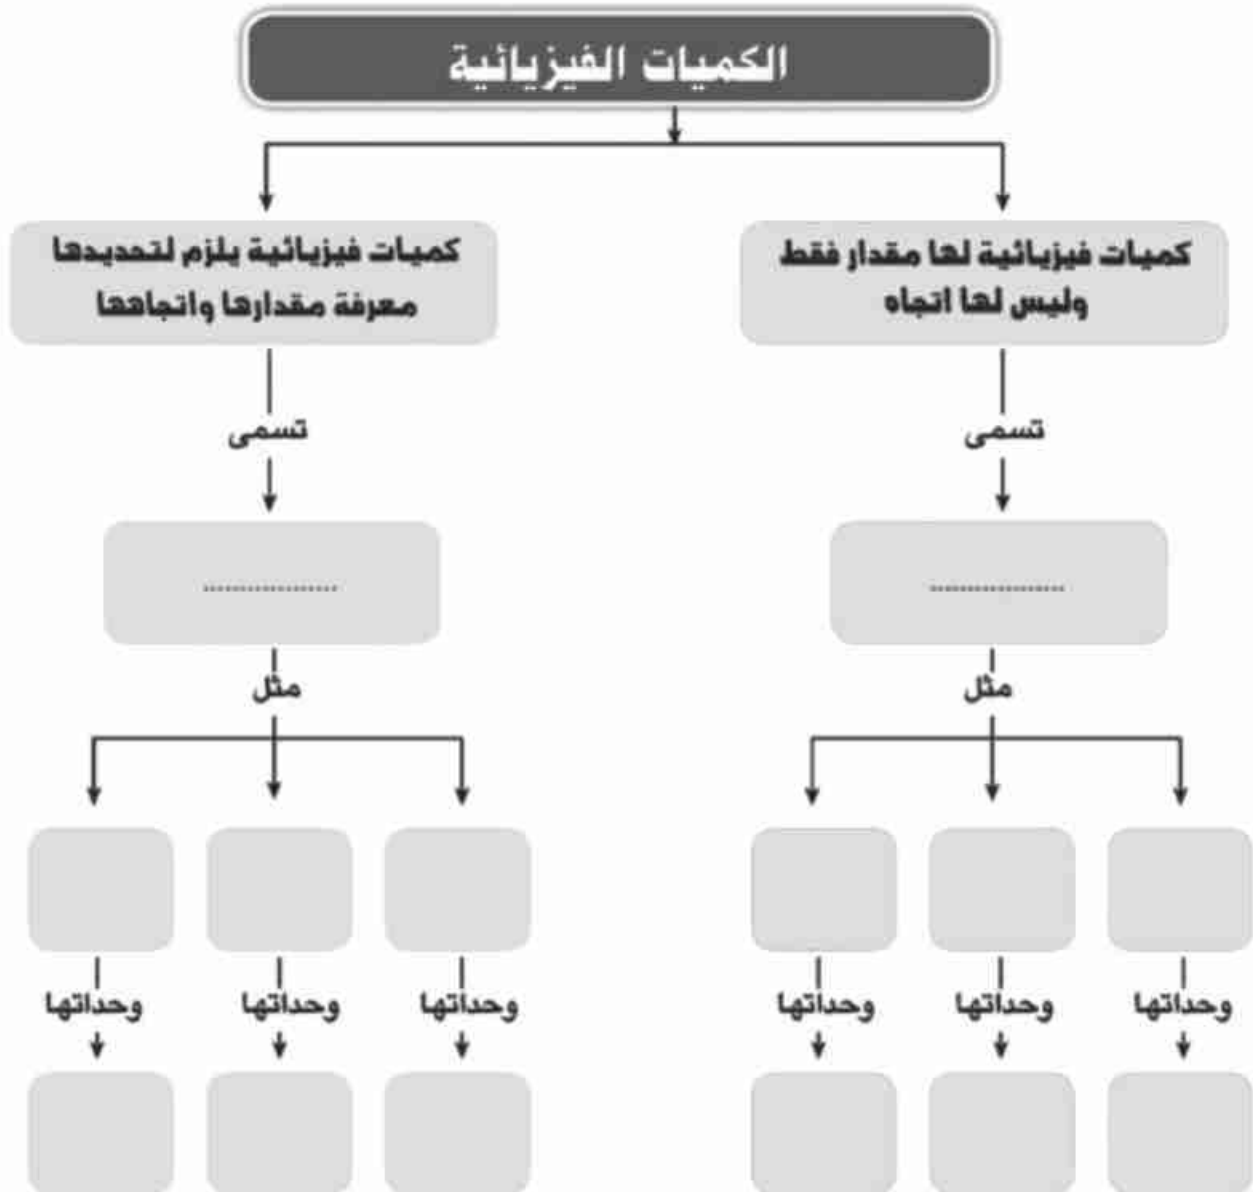 الكميات الفيزيائية
كميات فيزيائية لها مقدار فقط
وليس لها اتجاه
كميات فيزيائية يلزم لتحديدها
معرفة مقدارها واتجاهها
تسمى
تسمى
..................
..................
مثل
مثل
وحداتها
وحداتها
وحداتها
وحداتها
وحداتها
وحداتها